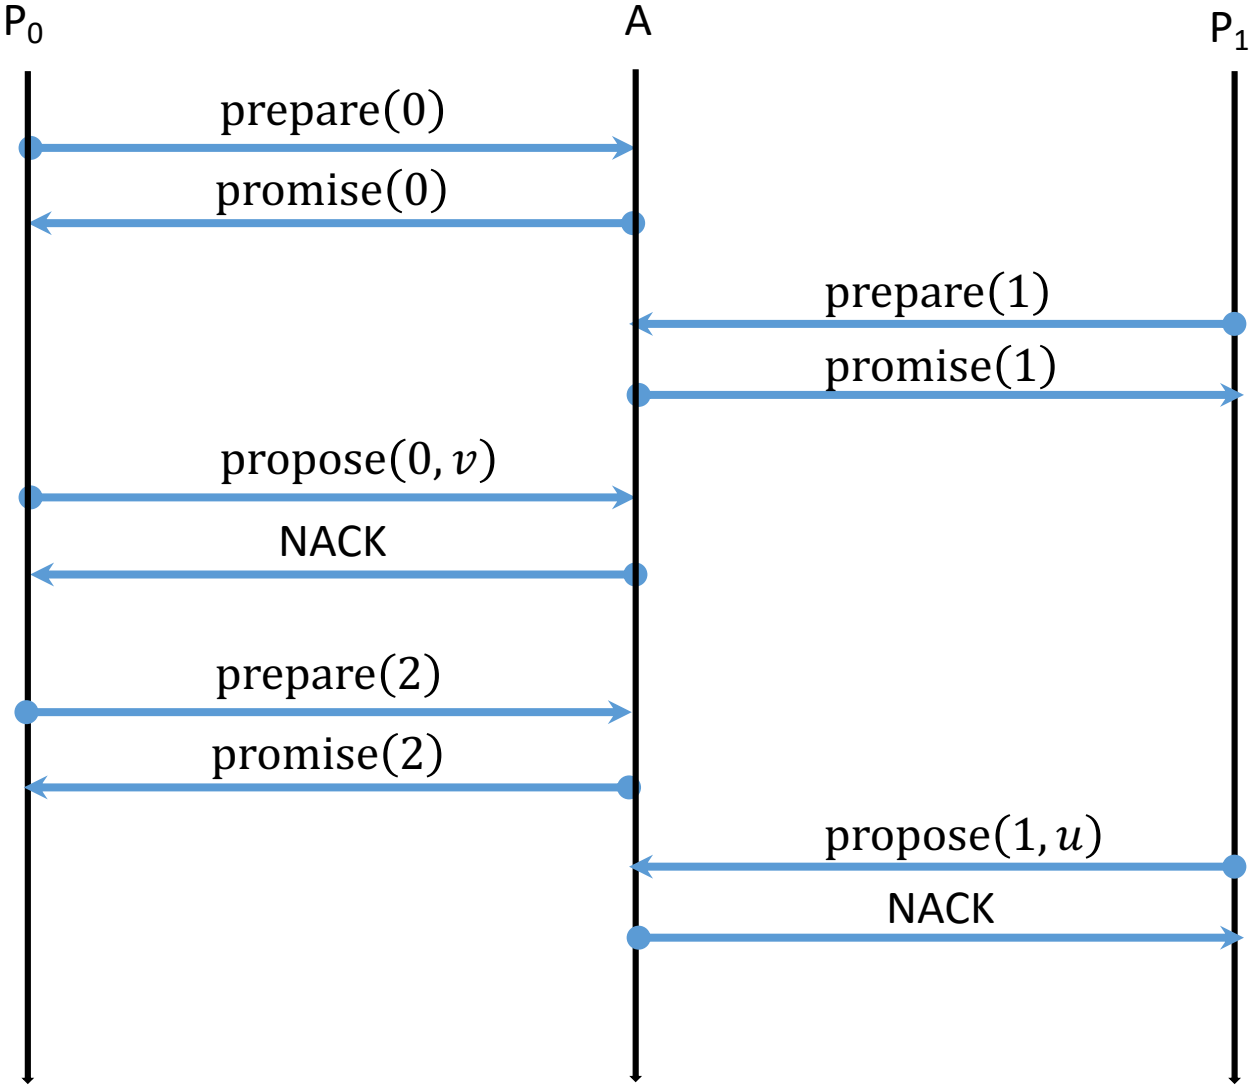 P₀ A P₁
prepare(0)
promise(0)
prepare(1)
promise(1)
propose(0, v)
NACK
prepare(2)
promise(2)
propose(1, u)
NACK